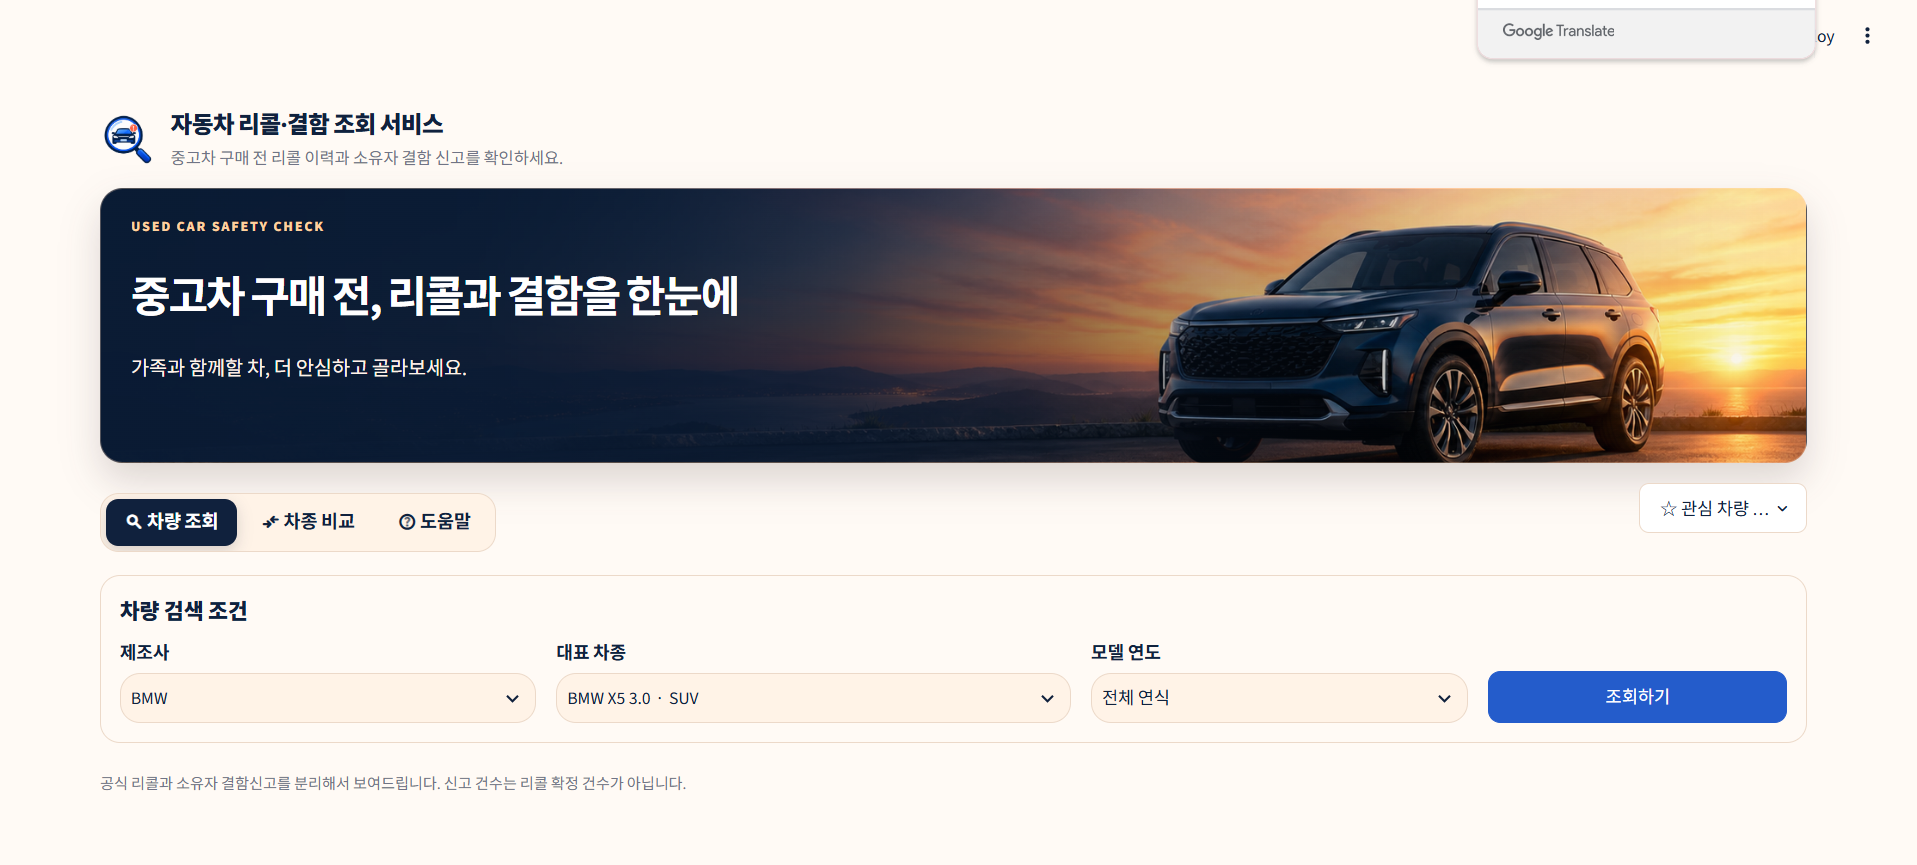 Google Translate
oy
자동차 리콜·결함 조회 서비스
중고차 구매 전 리콜 이력과 소유자 결함 신고를 확인하세요.
USED CAR SAFETY CHECK
중고차 구매 전, 리콜과 결함을 한눈에
가족과 함께할 차, 더 안심하고 골라보세요.
차량 조회
차종 비교
도움말
☆ 관심 차량 ...
차량 검색 조건
제조사
대표 차종
모델 연도
BMW
BMW X5 3.0 · SUV
전체 연식
조회하기
공식 리콜과 소유자 결함신고를 분리해서 보여드립니다. 신고 건수는 리콜 확정 건수가 아닙니다.